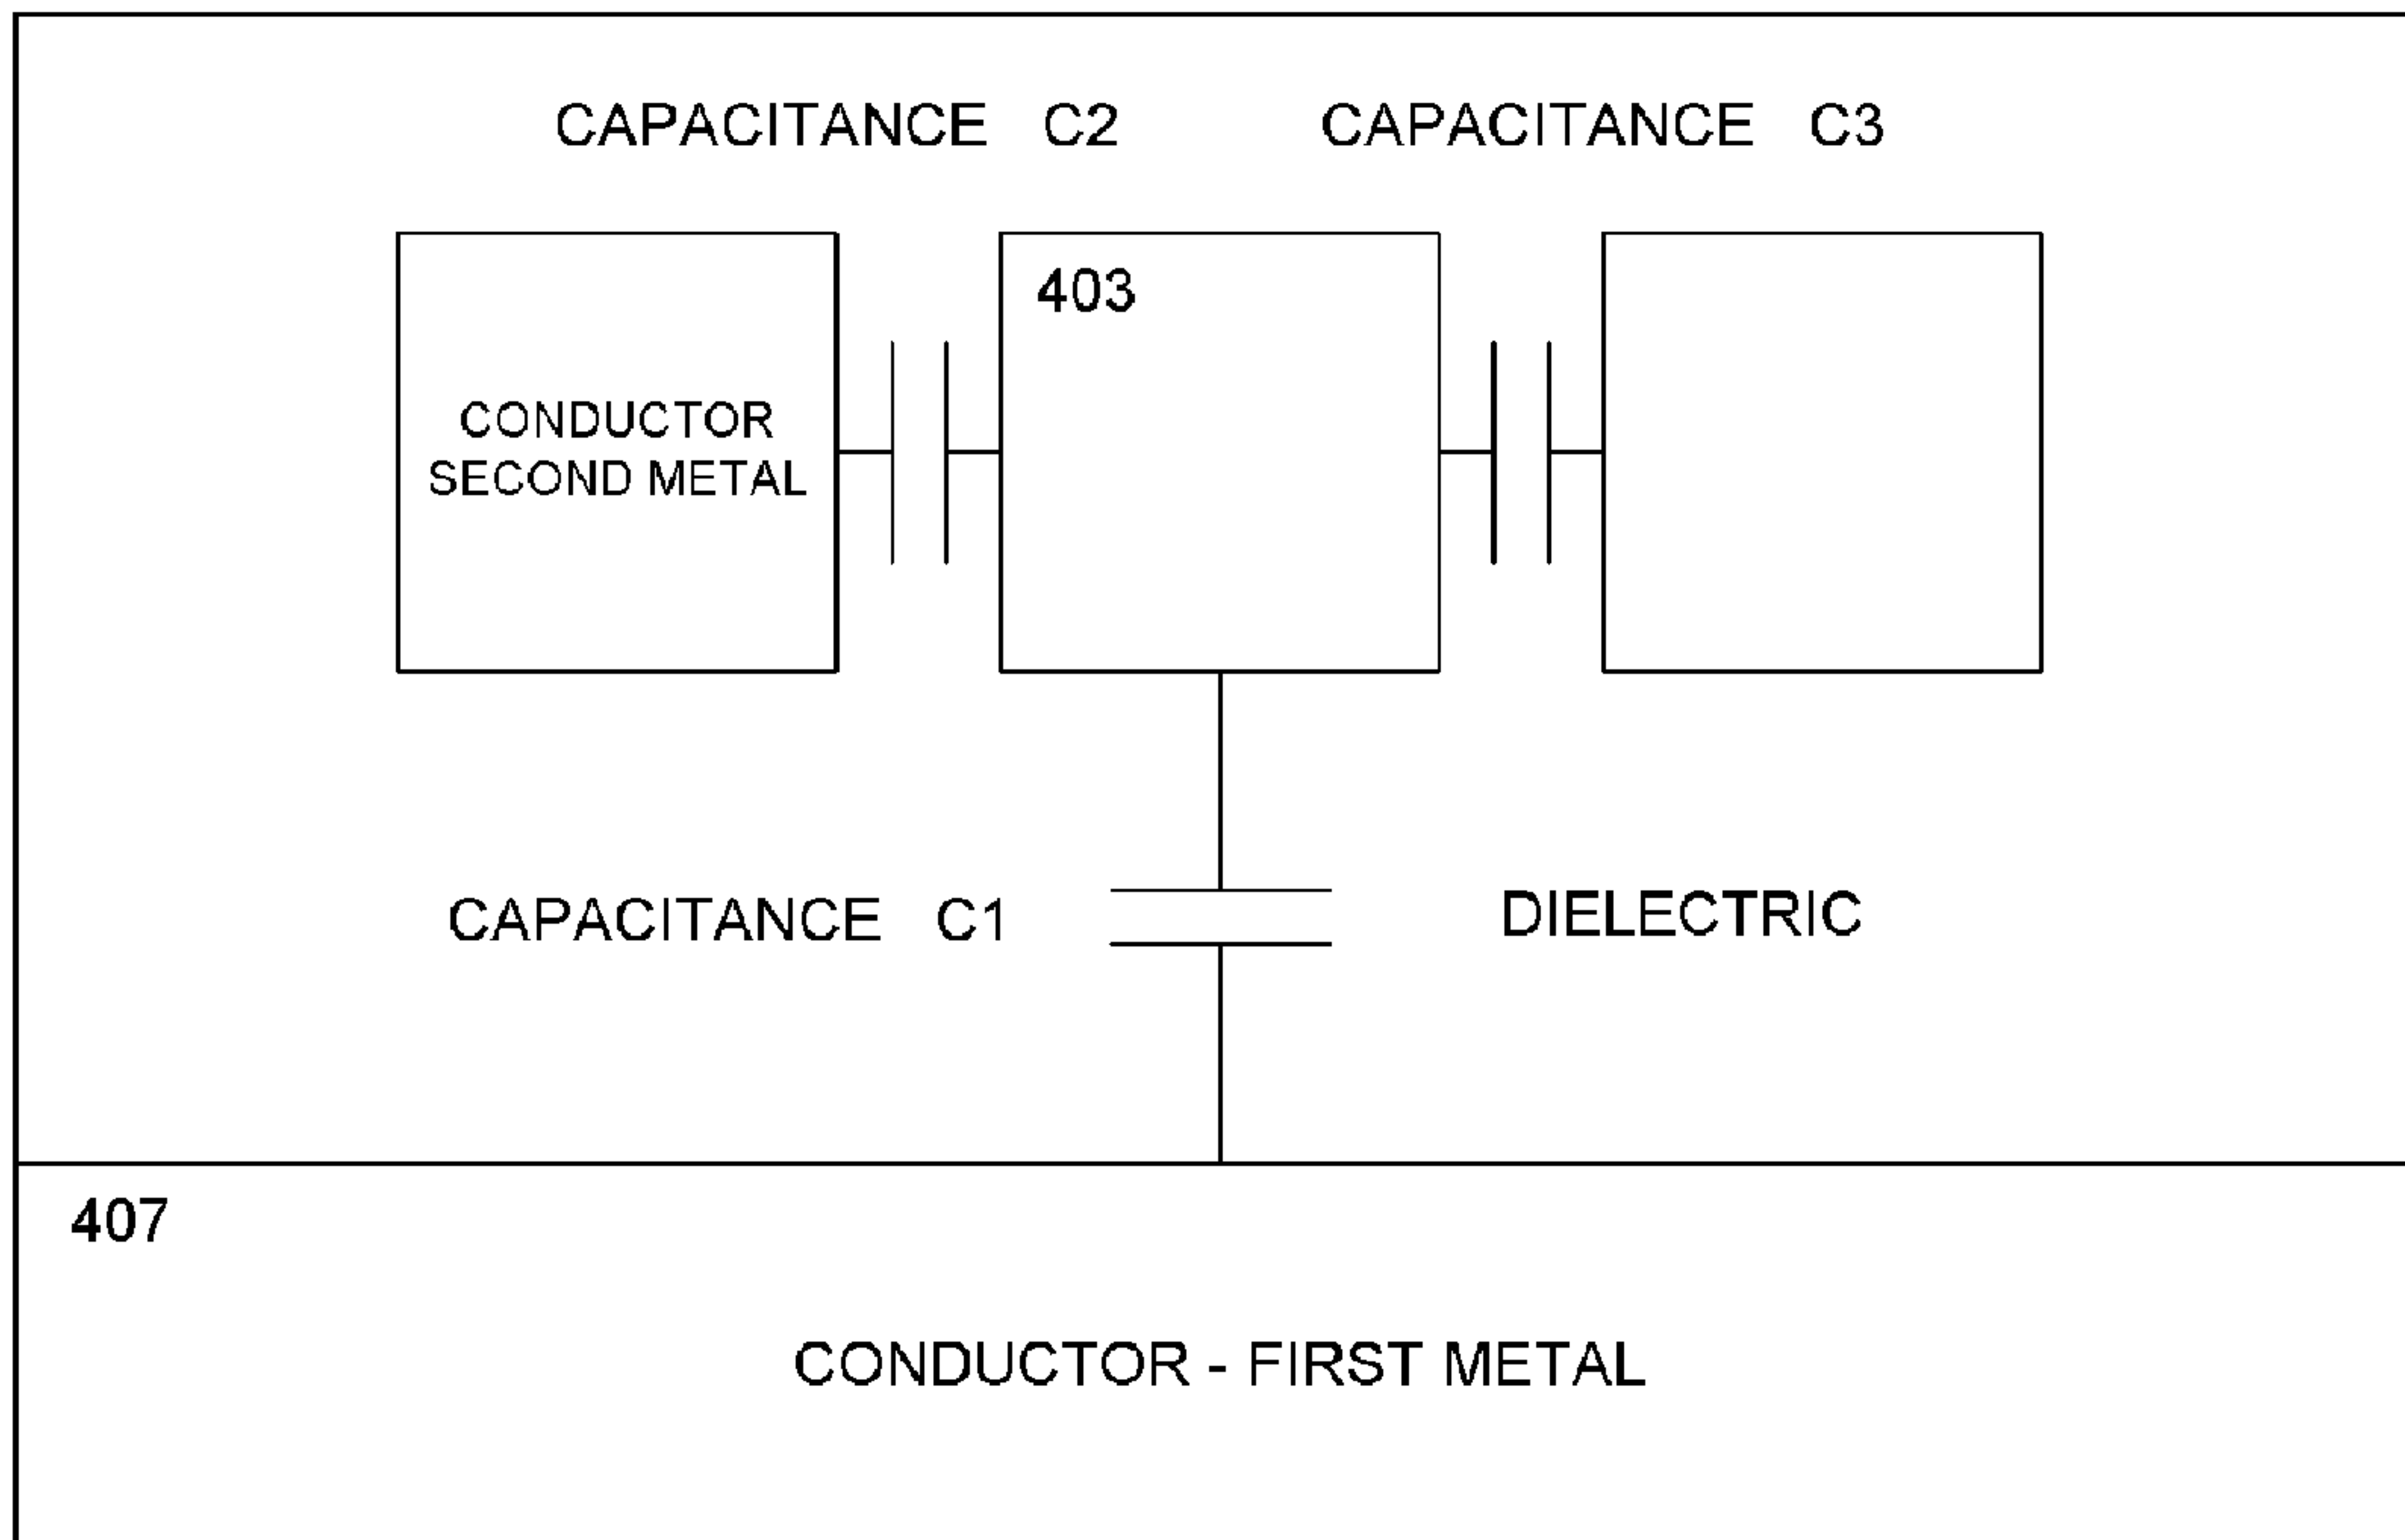 CAPACITANCE C2 CAPACITANCE C3
403
CONDUCTOR
SECOND METAL
CAPACITANCE C1
DIELECTRIC
407
CONDUCTOR - FIRST METAL